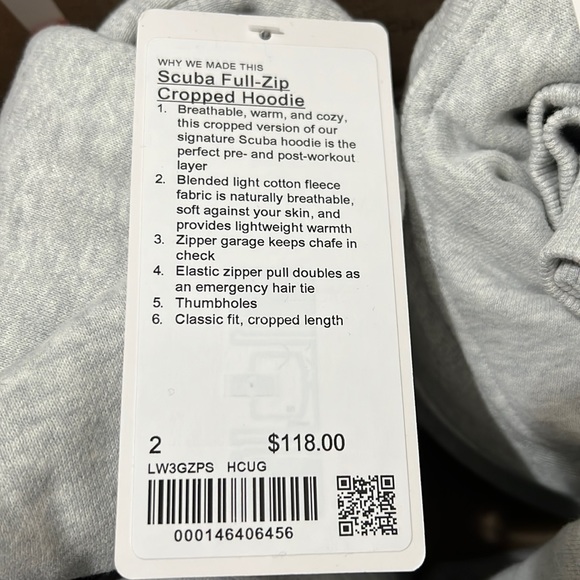 WHY WE MADE THIS
Scuba Full-Zip
Cropped Hoodie
1. Breathable, warm, and cozy,
this cropped version of our
signature Scuba hoodie is the
perfect pre- and post-workout
layer
2. Blended light cotton fleece
fabric is naturally breathable,
soft against your skin, and
provides lightweight warmth
3. Zipper garage keeps chafe in
check
4. Elastic zipper pull doubles as
an emergency hair tie
5. Thumbholes
6. Classic fit, cropped length
2 $118.00
LW3GZPS HCUG
000146406456